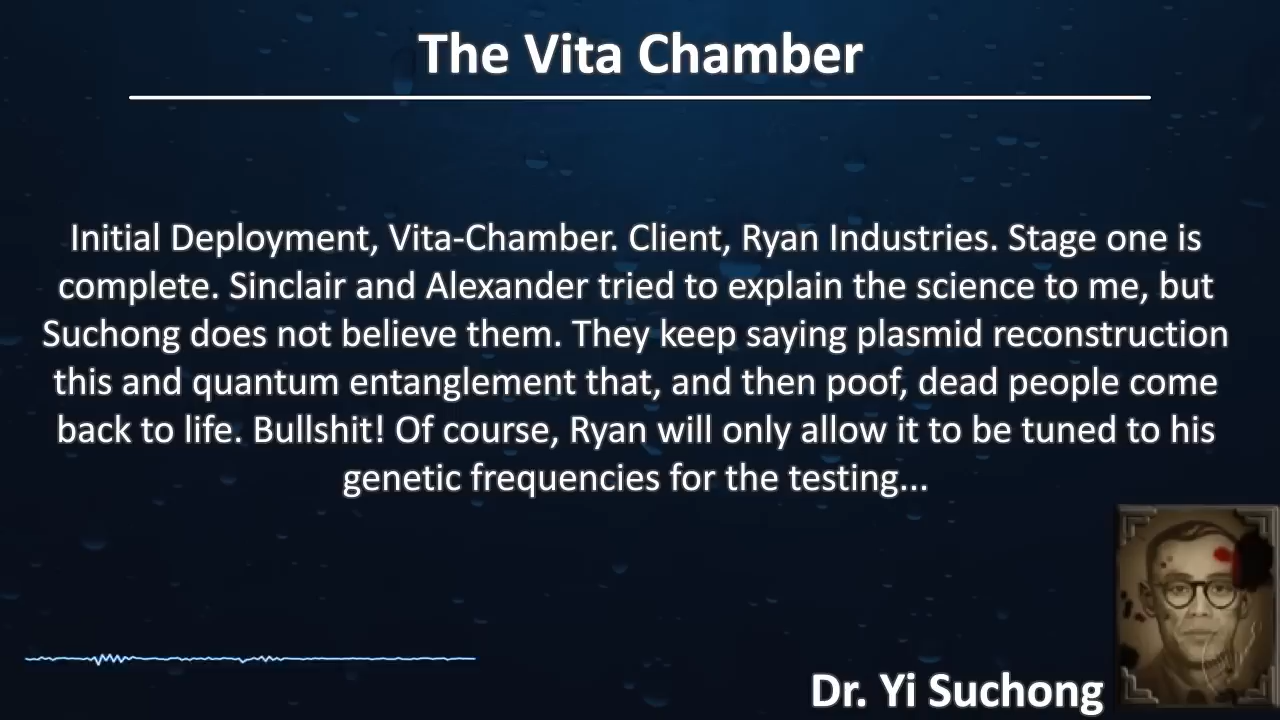 The Vita Chamber
Initial Deployment, Vita-Chamber. Client, Ryan Industries. Stage one is
complete. Sinclair and Alexander tried to explain the science to me, but
Suchong does not believe them. They keep saying plasmid reconstruction
this and quantum entanglement that, and then poof, dead people come
back to life. Bullshit! Of course, Ryan will only allow it to be tuned to his
genetic frequencies for the testing...
Dr. Yi Suchong